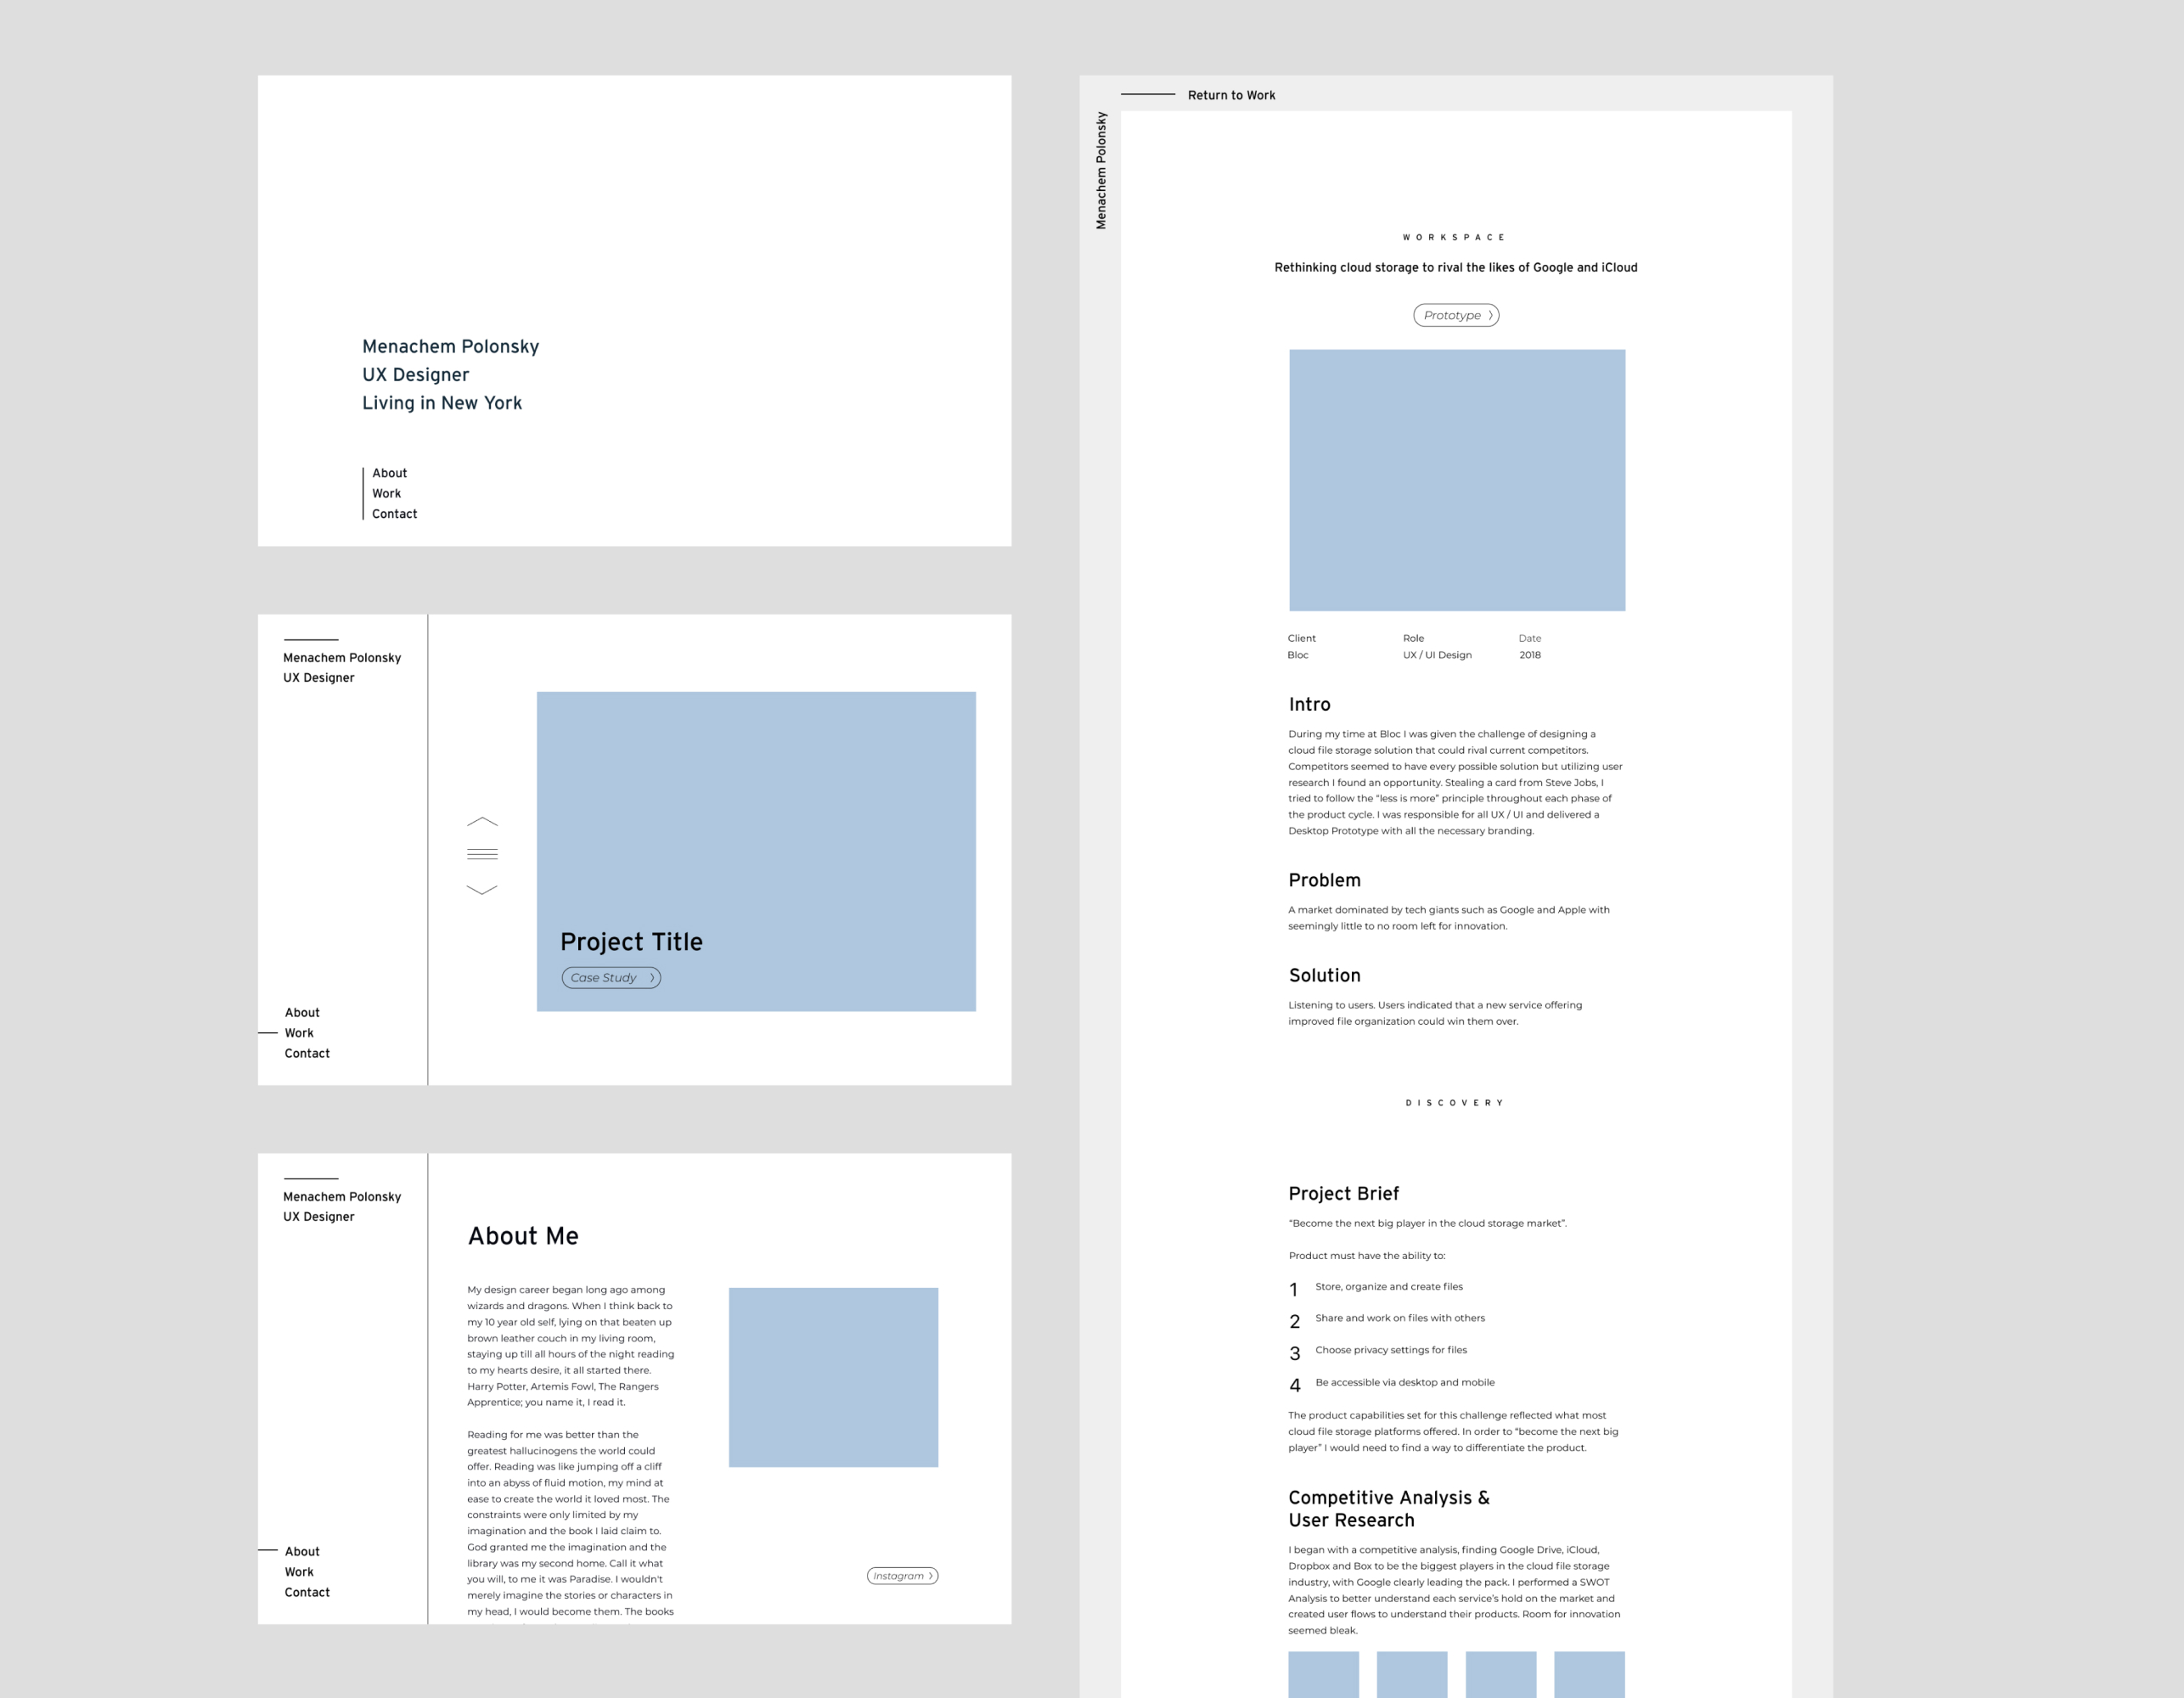 Menachem Polonsky
UX Designer
Living in New York
About
Work
Contact
Menachem Polonsky
UX Designer
Project Title
Case Study
About
Work
Contact
Menachem Polonsky
UX Designer
About Me
My design career began long ago among
wizards and dragons. When I think back to
my 10 year old self, lying on that beaten up
brown leather couch in my living room,
staying up till all hours of the night reading
to my hearts desire, it all started there.
Harry Potter, Artemis Fowl, The Rangers
Apprentice; you name it, I read it.
Reading for me was better than the
greatest hallucinogens the world could
offer. Reading was like jumping off a cliff
into an abyss of fluid motion, my mind at
ease to create the world it loved most. The
constraints were only limited by my
imagination and the book I laid claim to.
God granted me the imagination and the
library was my second home. Call it what
you will, to me it was Paradise. I wouldn't
merely imagine the stories or characters in
my head, I would become them. The books
Instagram
About
Work
Contact
Return to Work
Menachem Polonsky
WORKSPACE
Rethinking cloud storage to rival the likes of Google and iCloud
Prototype
Client Role Date
Bloc UX / UI Design 2018
Intro
During my time at Bloc I was given the challenge of designing a
cloud file storage solution that could rival current competitors.
Competitors seemed to have every possible solution but utilizing user
research I found an opportunity. Stealing a card from Steve Jobs, I
tried to follow the “less is more” principle throughout each phase of
the product cycle. I was responsible for all UX / UI and delivered a
Desktop Prototype with all the necessary branding.
Problem
A market dominated by tech giants such as Google and Apple with
seemingly little to no room left for innovation.
Solution
Listening to users. Users indicated that a new service offering
improved file organization could win them over.
DISCOVERY
Project Brief
“Become the next big player in the cloud storage market”.
Product must have the ability to:
1 Store, organize and create files
2 Share and work on files with others
3 Choose privacy settings for files
4 Be accessible via desktop and mobile
The product capabilities set for this challenge reflected what most
cloud file storage platforms offered. In order to “become the next big
player” I would need to find a way to differentiate the product.
Competitive Analysis &
User Research
I began with a competitive analysis, finding Google Drive, iCloud,
Dropbox and Box to be the biggest players in the cloud file storage
industry, with Google clearly leading the pack. I performed a SWOT
Analysis to better understand each service’s hold on the market and
created user flows to understand their products. Room for innovation
seemed bleak.